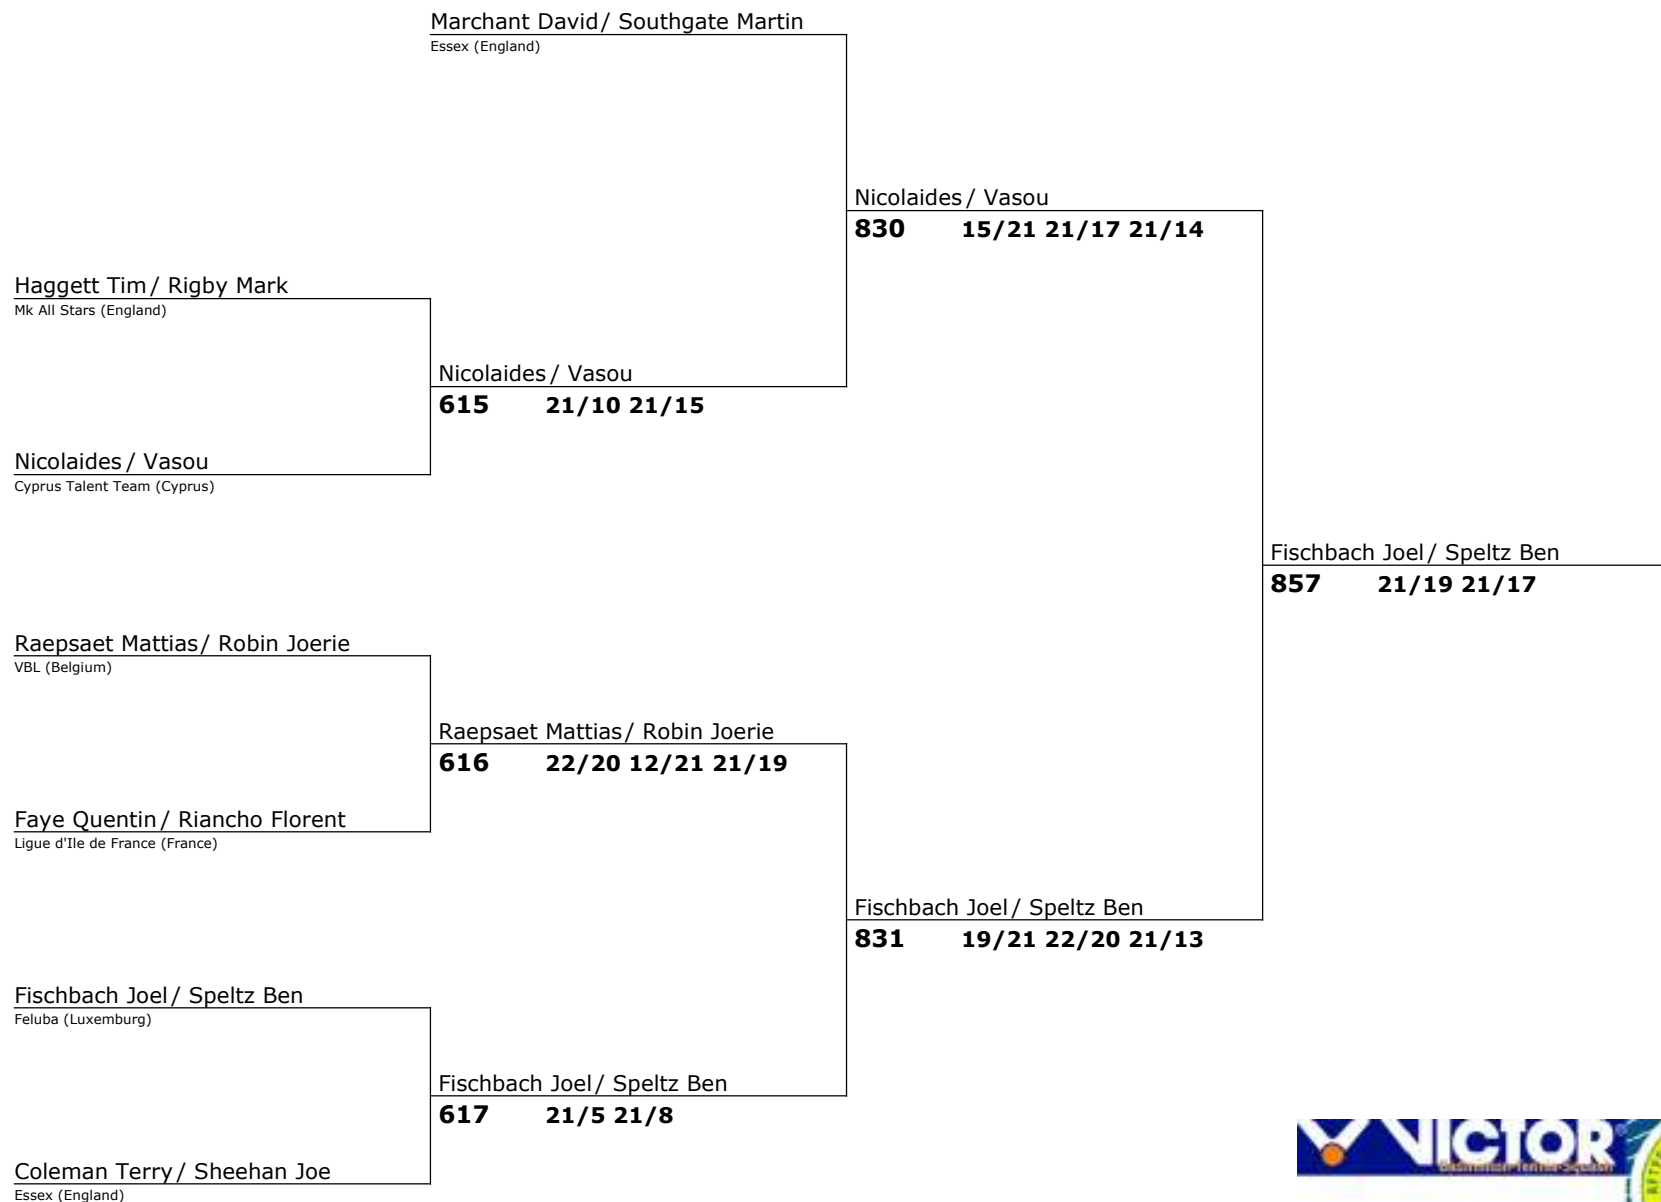 Marchant David/ Southgate Martin
Essex (England)
Nicolaides/ Vasou
830 15/21 21/17 21/14
Haggett Tim/ Rigby Mark
Mk All Stars (England)
Nicolaides/ Vasou
615 21/10 21/15
Nicolaides/ Vasou
Cyprus Talent Team (Cyprus)
Fischbach Joel/ Speltz Ben
857 21/19 21/17
Raepsaet Mattias/ Robin Joerie
VBL (Belgium)
Raepsaet Mattias/ Robin Joerie
616 22/20 12/21 21/19
Faye Quentin/ Riancho Florent
Ligue d'Ile de France (France)
Fischbach Joel/ Speltz Ben
831 19/21 22/20 21/13
Fischbach Joel/ Speltz Ben
Feluba (Luxemburg)
Fischbach Joel/ Speltz Ben
617 21/5 21/8
Coleman Terry/ Sheehan Joe
Essex (England)
VICTOR